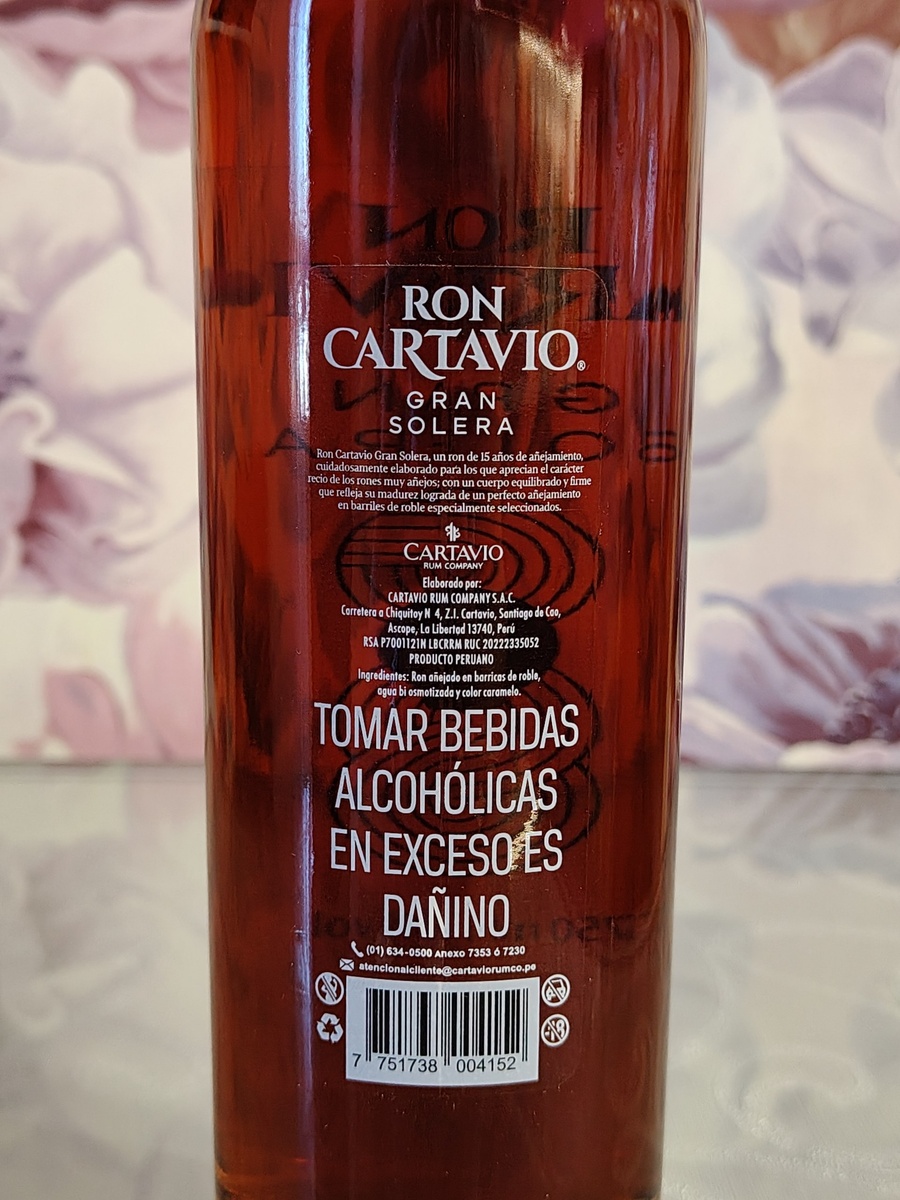 RON
CARTAVIO®
GRAN
SOLERA
Ron Cartavio Gran Solera, un ron de 15 años de añejamiento,
cuidadosamente elaborado para los que aprecian el carácter
recio de los rones muy añejos; con un cuerpo equilibrado y firme
que refleja su madurez lograda de un perfecto añejamiento
en barriles de roble especialmente seleccionados.
CARTAVIO
RUM COMPANY
Elaborado por:
CARTAVIO RUM COMPANY S.A.C.
Carretera a Chiquitoy N 4, Z.I. Cartavio, Santiago de Cao,
Ascope, La Libertad 13740, Perú
RSA P7001121N LBCRRM RUC 20222335052
PRODUCTO PERUANO
Ingredientes: Ron añejado en barricas de roble,
agua bi osmotizada y color caramelo.
TOMAR BEBIDAS
ALCOHÓLICAS
EN EXCESO ES
DAÑINO
(01) 634-0500 Anexo 7353 ó 7230
atencionalcliente@cartaviorumco.pe
7 751738 004152